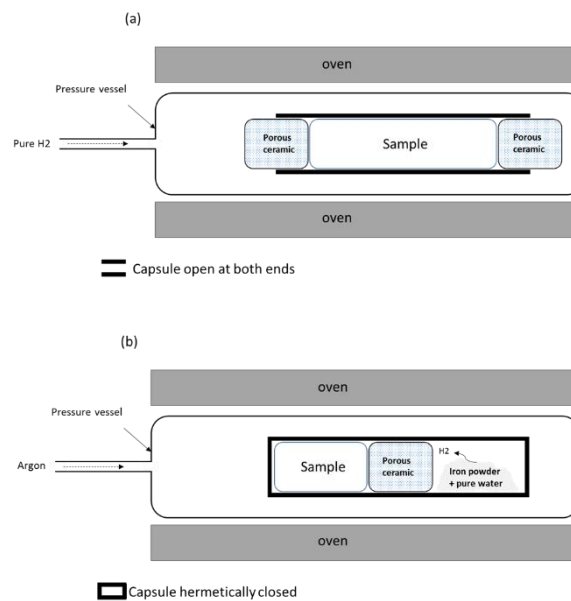 (a)
oven
Pressure vessel
Pure H2
Porous
ceramic
Sample
Porous
ceramic
oven
Capsule open at both ends
(b)
oven
Pressure vessel
Argon
Sample
Porous
ceramic
H2
Iron powder
+ pure water
oven
Capsule hermetically closed